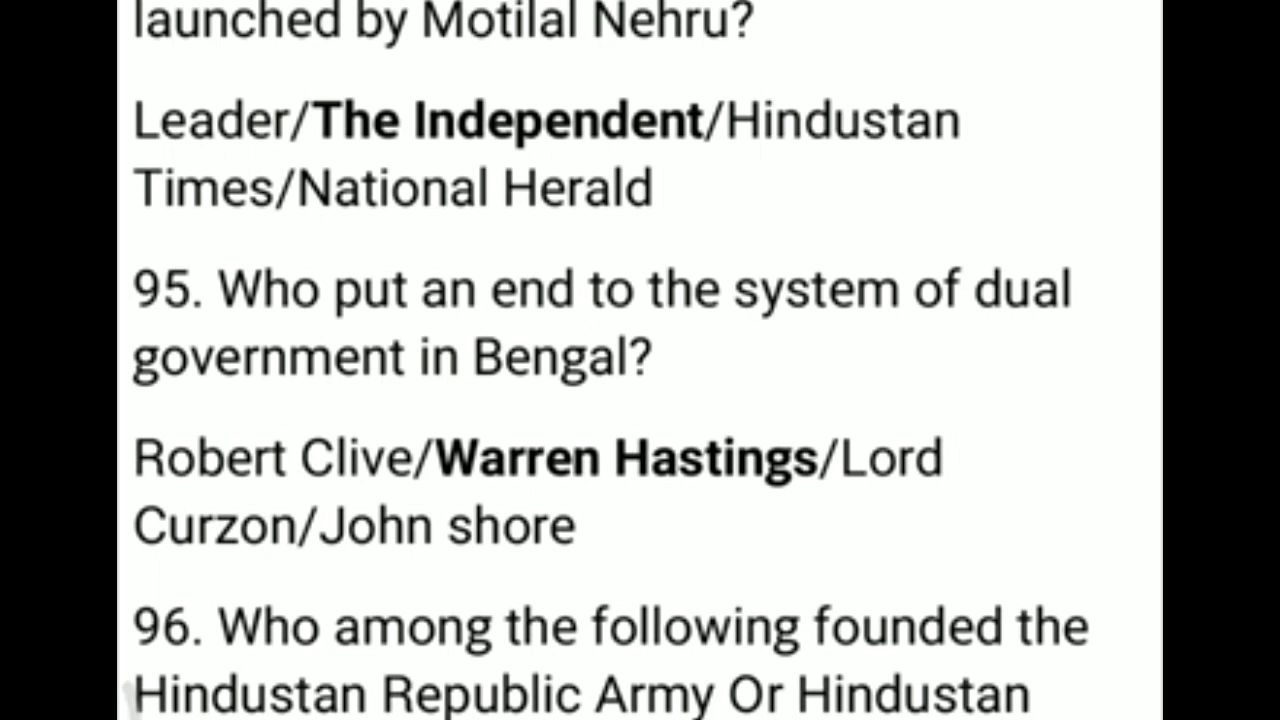 launched by Motilal Nehru?
Leader/The Independent/Hindustan
Times/National Herald
95. Who put an end to the system of dual
government in Bengal?
Robert Clive/Warren Hastings/Lord
Curzon/John shore
96. Who among the following founded the
Hindustan Republic Army Or Hindustan